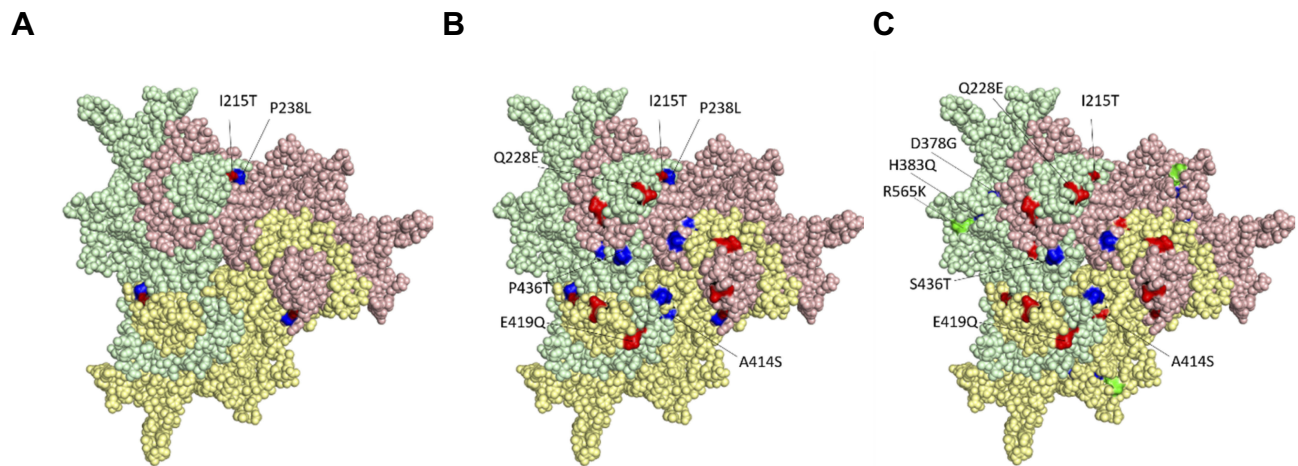 A
B
C
I215T
P238L
I215T
P238L
Q228E
P436T
E419Q
A414S
Q228E
I215T
D378G
H383Q
R565K
S436T
E419Q
A414S